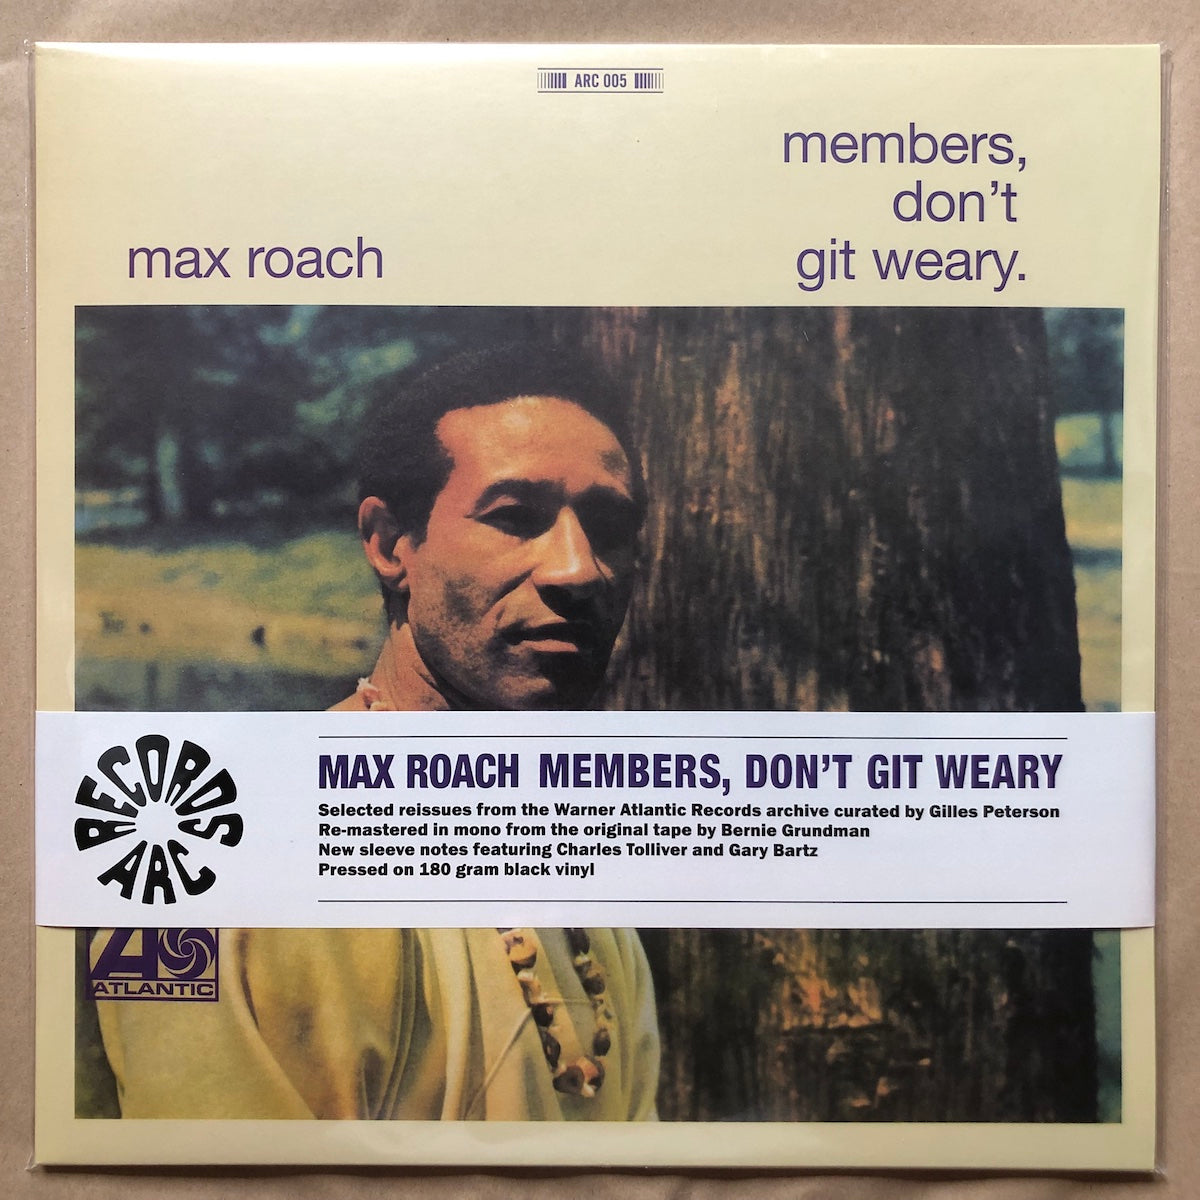 ARC 005
members,
don't
git weary.
max roach
RECORDS
ARC
MAX ROACH MEMBERS, DON'T GIT WEARY
Selected reissues from the Warner Atlantic Records archive curated by Gilles Peterson
Re-mastered in mono from the original tape by Bernie Grundman
New sleeve notes featuring Charles Tolliver and Gary Bartz
Pressed on 180 gram black vinyl
A
ATLANTIC